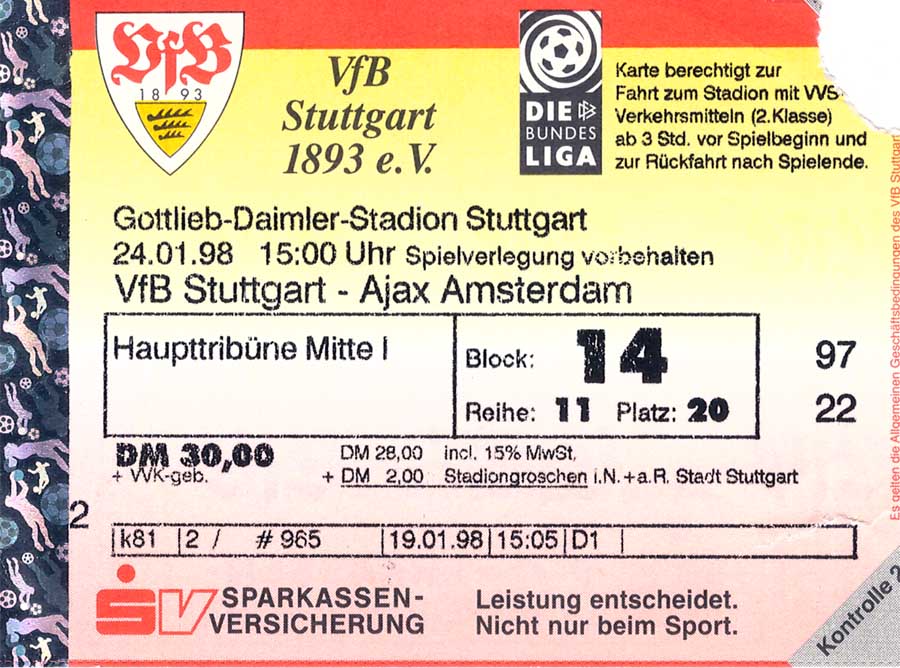 VfB
1893
VfB
Stuttgart
1893 e.V.
DIE
BUNDES
LIGA
Karte berechtigt zur
Fahrt zum Stadion mit VVS-
Verkehrsmitteln (2.Klasse)
ab 3 Std. vor Spielbeginn und
zur Rückfahrt nach Spielende.
Gottlieb-Daimler-Stadion Stuttgart
24.01.98 15:00 Uhr Spielverlegung vorbehalten
VfB Stuttgart - Ajax Amsterdam
Haupttribüne Mitte I
Block: 14
Reihe: 11 Platz: 20
97
22
DM 30,00
+ VVK-geb.
DM 28,00 incl. 15% MwSt,
+ DM 2,00 Stadiongroschen i.N.+a.R. Stadt Stuttgart
2
k81 | 2 / # 965 | 19.01.98 | 15:05 | D1 |
SPARKASSEN-
VERSICHERUNG
Leistung entscheidet.
Nicht nur beim Sport.
Kontrolle 2
Es gelten die Allgemeinen Geschäftsbedingungen des VfB Stuttgart